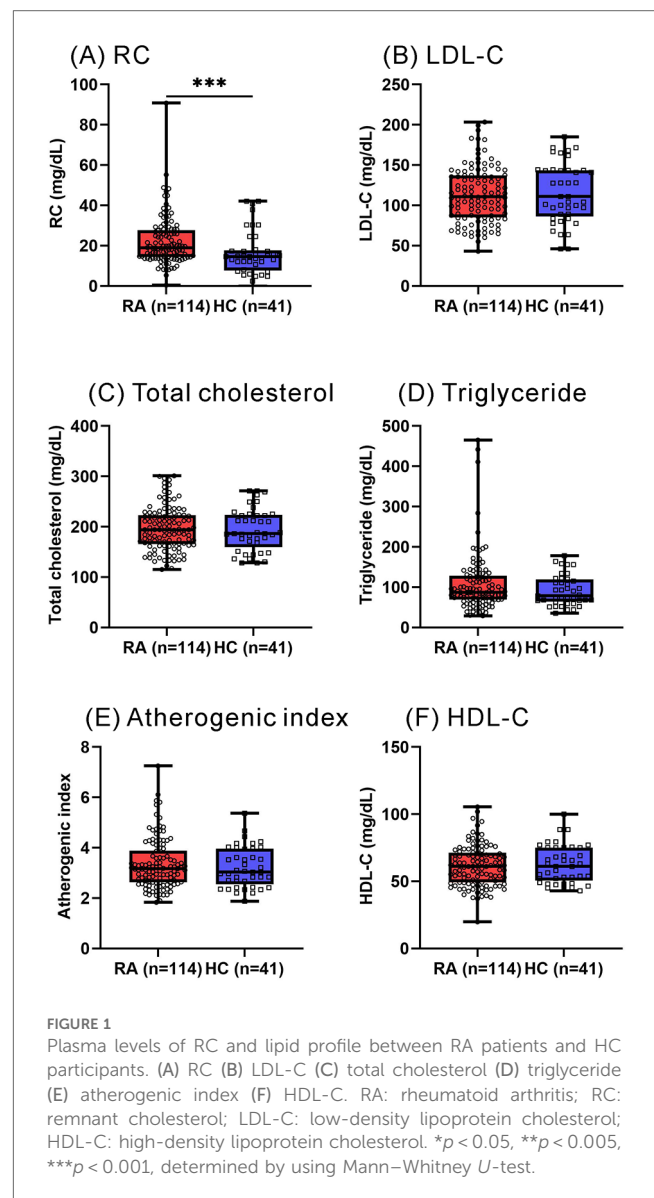 (A) RC
(B) LDL-C
***
100
80
60
40
20
0
RC (mg/dL)
RA (n=114) HC (n=41)
250
200
150
100
50
0
LDL-C (mg/dL)
RA (n=114) HC (n=41)
(C) Total cholesterol
(D) Triglyceride
400
300
200
100
0
Total cholesterol (mg/dL)
RA (n=114) HC (n=41)
500
400
300
200
100
0
Triglyceride (mg/dL)
RA (n=114) HC (n=41)
(E) Atherogenic index
(F) HDL-C
8
6
4
2
0
Atherogenic index
RA (n=114) HC (n=41)
150
100
50
0
HDL-C (mg/dL)
RA (n=114) HC (n=41)
FIGURE 1
Plasma levels of RC and lipid profile between RA patients and HC
participants. (A) RC (B) LDL-C (C) total cholesterol (D) triglyceride
(E) atherogenic index (F) HDL-C. RA: rheumatoid arthritis; RC:
remnant cholesterol; LDL-C: low-density lipoprotein cholesterol;
HDL-C: high-density lipoprotein cholesterol. *p < 0.05, **p < 0.005,
***p < 0.001, determined by using Mann–Whitney U-test.